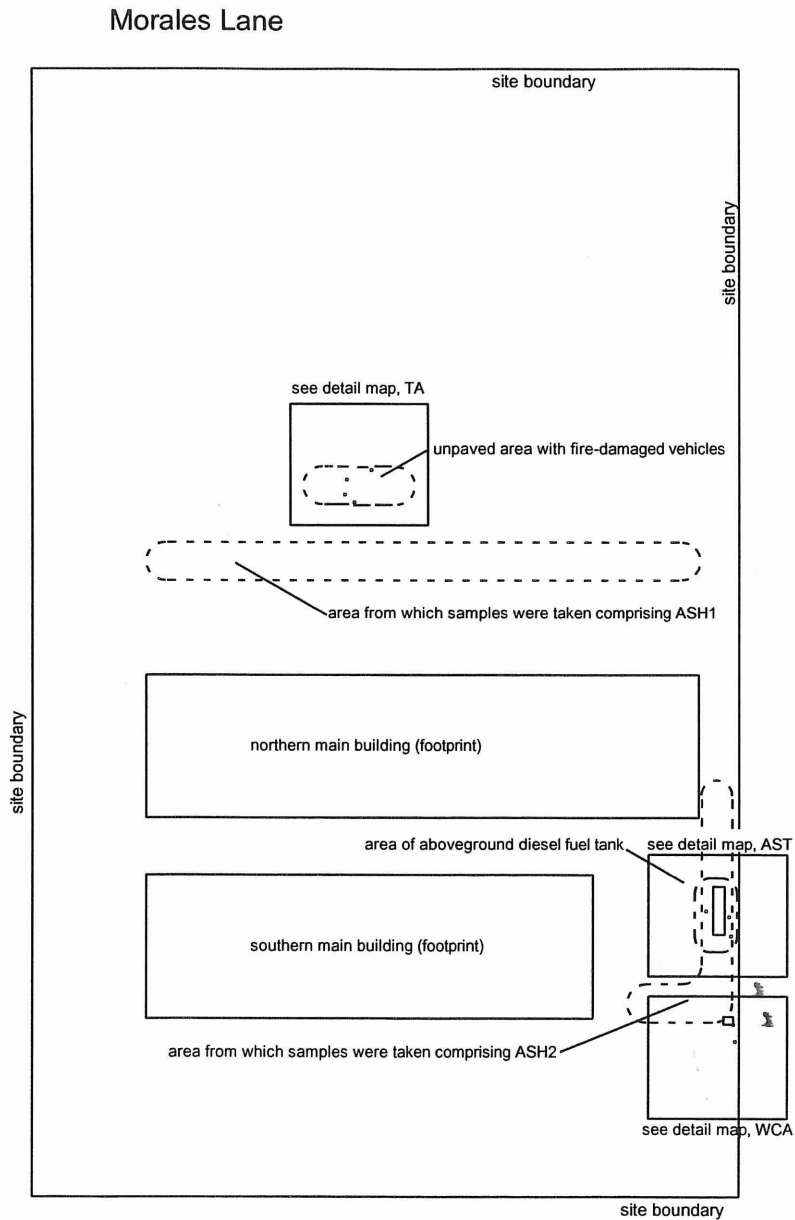 Morales Lane
site boundary
site boundary
see detail map, TA
unpaved area with fire-damaged vehicles
area from which samples were taken comprising ASH1
northern main building (footprint)
site boundary
area of aboveground diesel fuel tank
see detail map, AST
southern main building (footprint)
area from which samples were taken comprising ASH2
see detail map, WCA
site boundary